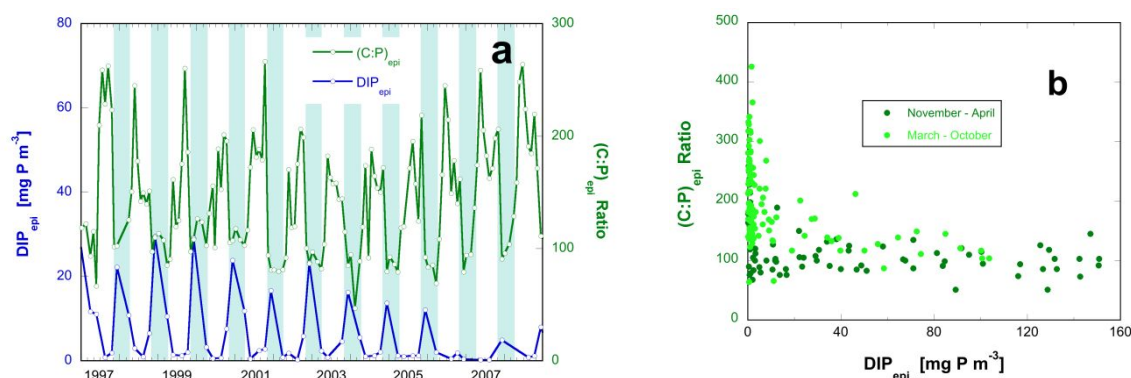 80
60
40
20
0
DIP epi [mg P m-3]
a
(C:P)epi
DIPepi
300
200
100
0
(C:P)epi Ratio
1997 1999 2001 2003 2005 2007
b
500
400
300
200
100
0
(C:P)epi Ratio
November - April
March - October
0 40 80 120 160
DIPepi [mg P m-3]